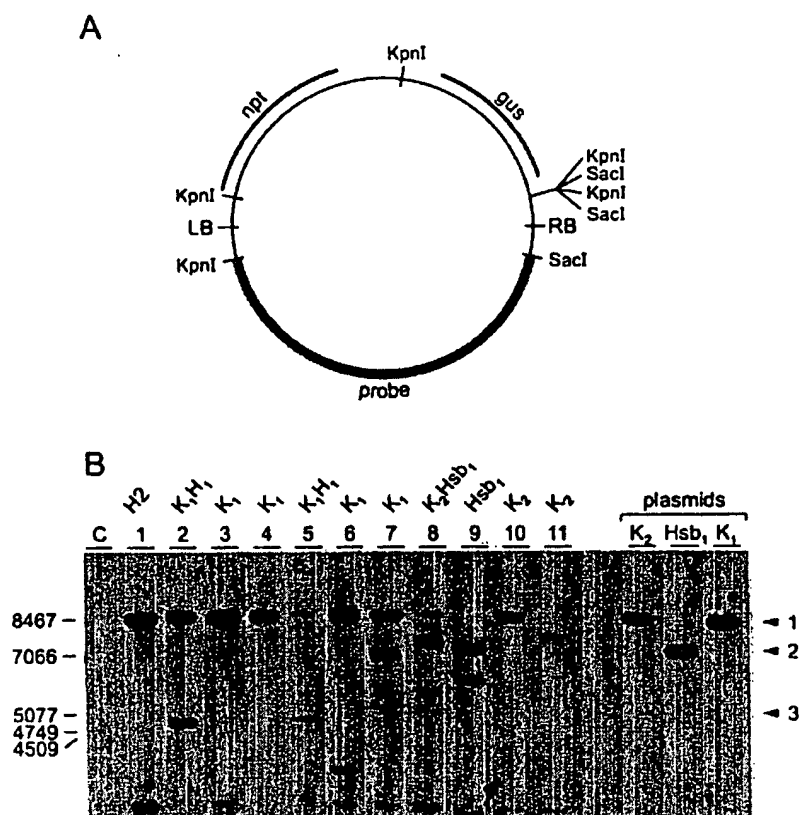 A
KpnI
npt
gus
KpnI
SacI
KpnI
KpnI
SacI
LB
RB
KpnI
SacI
probe
B
H2
K₁H₁
K₁
K₁
K₁H₁
K₁
K₁
K₂Hsb₁
Hsb₁
K₂
K₂
plasmids
C 1 2 3 4 5 6 7 8 9 10 11 K₂ Hsb₁ K₁
8467
7066
5077
4749
4509
1
2
3